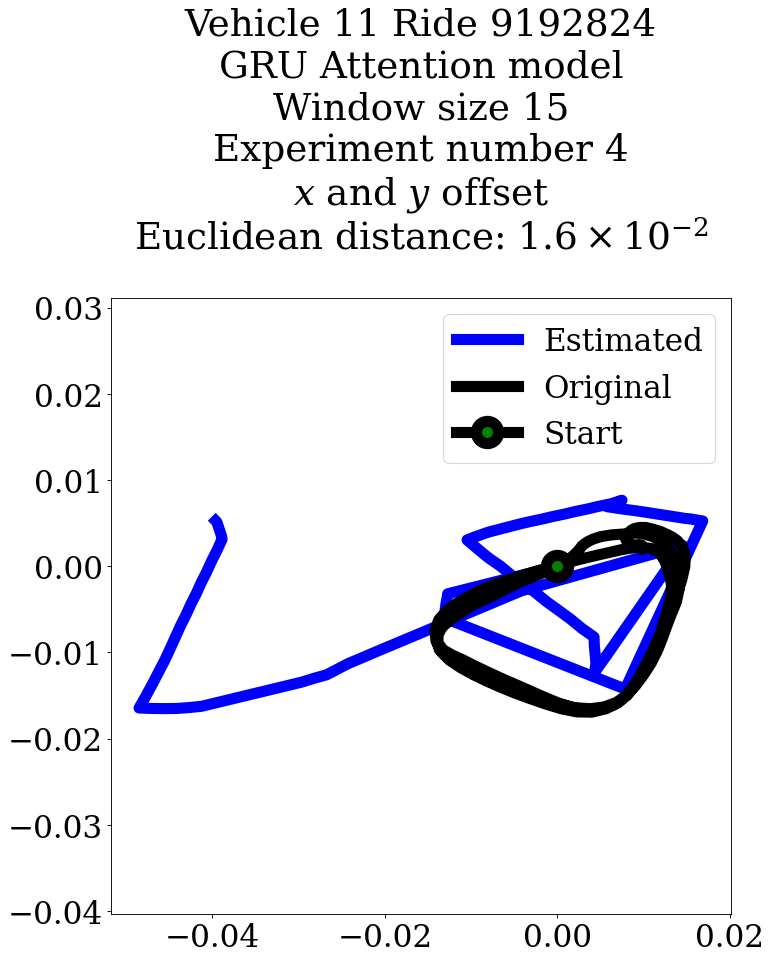 Vehicle 11 Ride 9192824
GRU Attention model
Window size 15
Experiment number 4
x and y offset
Euclidean distance: 1.6 × 10⁻²
Estimated
Original
Start
0.03
0.02
0.01
0.00
−0.01
−0.02
−0.03
−0.04
−0.04 −0.02 0.00 0.02